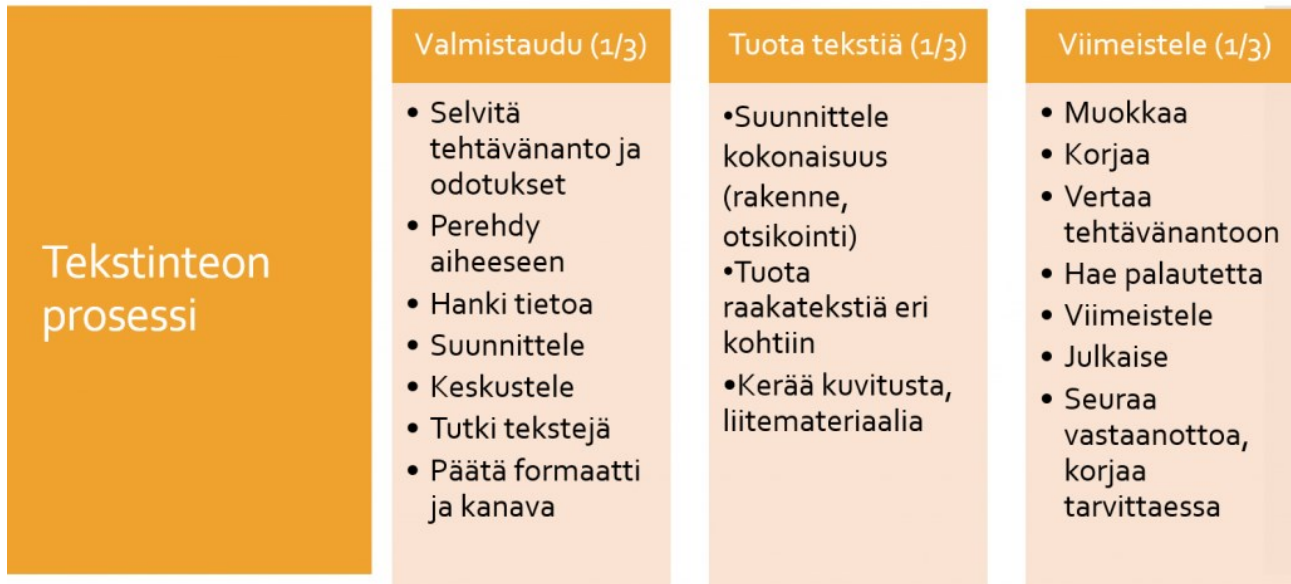 Tekstinteon
prosessi
Valmistaudu (1/3)
• Selvitä
tehtävänanto ja
odotukset
• Perehdy
aiheeseen
• Hanki tietoa
• Suunnittele
• Keskustele
• Tutki tekstejä
• Päätä formaatti
ja kanava
Tuota tekstiä (1/3)
•Suunnittele
kokonaisuus
(rakenne,
otsikointi)
•Tuota
raakatekstiä eri
kohtiin
•Kerää kuvitusta,
liitemateriaalia
Viimeistele (1/3)
• Muokkaa
• Korjaa
• Vertaa
tehtävänantoon
• Hae palautetta
• Viimeistele
• Julkaise
• Seuraa
vastaanottoa,
korjaa
tarvittaessa